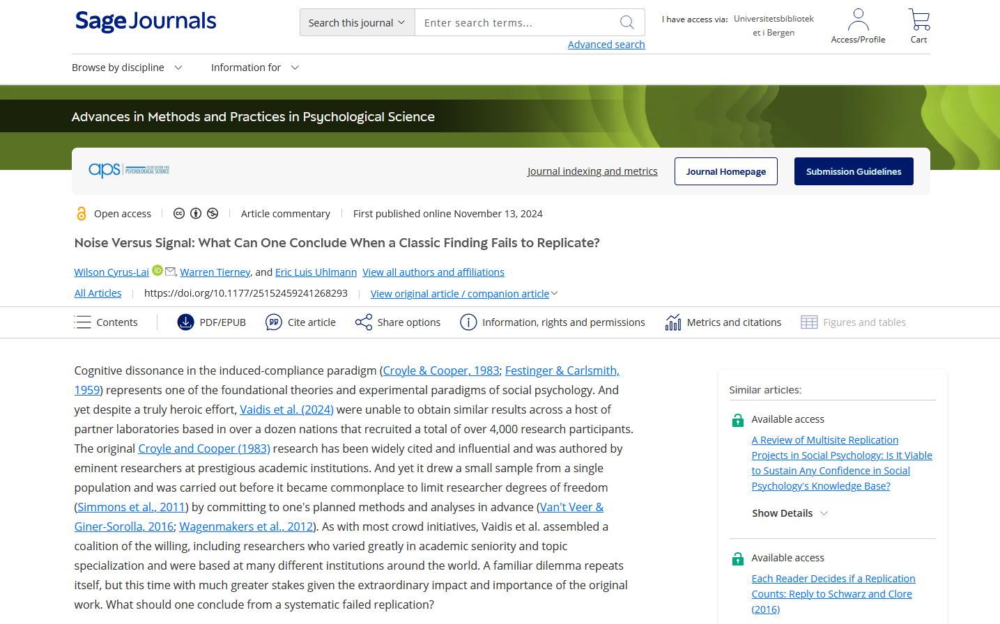 Sage Journals
Search this journal
Enter search terms...
Advanced search
I have access via:
Universitetsbibliotek
et i Bergen
Access/Profile
Cart
Browse by discipline
Information for
Advances in Methods and Practices in Psychological Science
aps ASSOCIATION FOR
PSYCHOLOGICAL SCIENCE
Journal indexing and metrics
Journal Homepage
Submission Guidelines
Open access
cc
Article commentary
First published online November 13, 2024
Noise Versus Signal: What Can One Conclude When a Classic Finding Fails to Replicate?
Wilson Cyrus-Lai iD, Warren Tierney, and Eric Luis Uhlmann View all authors and affiliations
All Articles
https://doi.org/10.1177/25152459241268293
View original article / companion article
Contents
PDF/EPUB
Cite article
Share options
Information, rights and permissions
Metrics and citations
Figures and tables
Cognitive dissonance in the induced-compliance paradigm (Croyle & Cooper, 1983; Festinger & Carlsmith,
1959) represents one of the foundational theories and experimental paradigms of social psychology. And
yet despite a truly heroic effort, Vaidis et al. (2024) were unable to obtain similar results across a host of
partner laboratories based in over a dozen nations that recruited a total of over 4,000 research participants.
The original Croyle and Cooper (1983) research has been widely cited and influential and was authored by
eminent researchers at prestigious academic institutions. And yet it drew a small sample from a single
population and was carried out before it became commonplace to limit researcher degrees of freedom
(Simmons et al., 2011) by committing to one's planned methods and analyses in advance (Van't Veer &
Giner-Sorolla, 2016; Wagenmakers et al., 2012). As with most crowd initiatives, Vaidis et al. assembled a
coalition of the willing, including researchers who varied greatly in academic seniority and topic
specialization and were based at many different institutions around the world. A familiar dilemma repeats
itself, but this time with much greater stakes given the extraordinary impact and importance of the original
work. What should one conclude from a systematic failed replication?
Similar articles:
Available access
A Review of Multisite Replication
Projects in Social Psychology: Is It Viable
to Sustain Any Confidence in Social
Psychology's Knowledge Base?
Show Details
Available access
Each Reader Decides if a Replication
Counts: Reply to Schwarz and Clore
(2016)